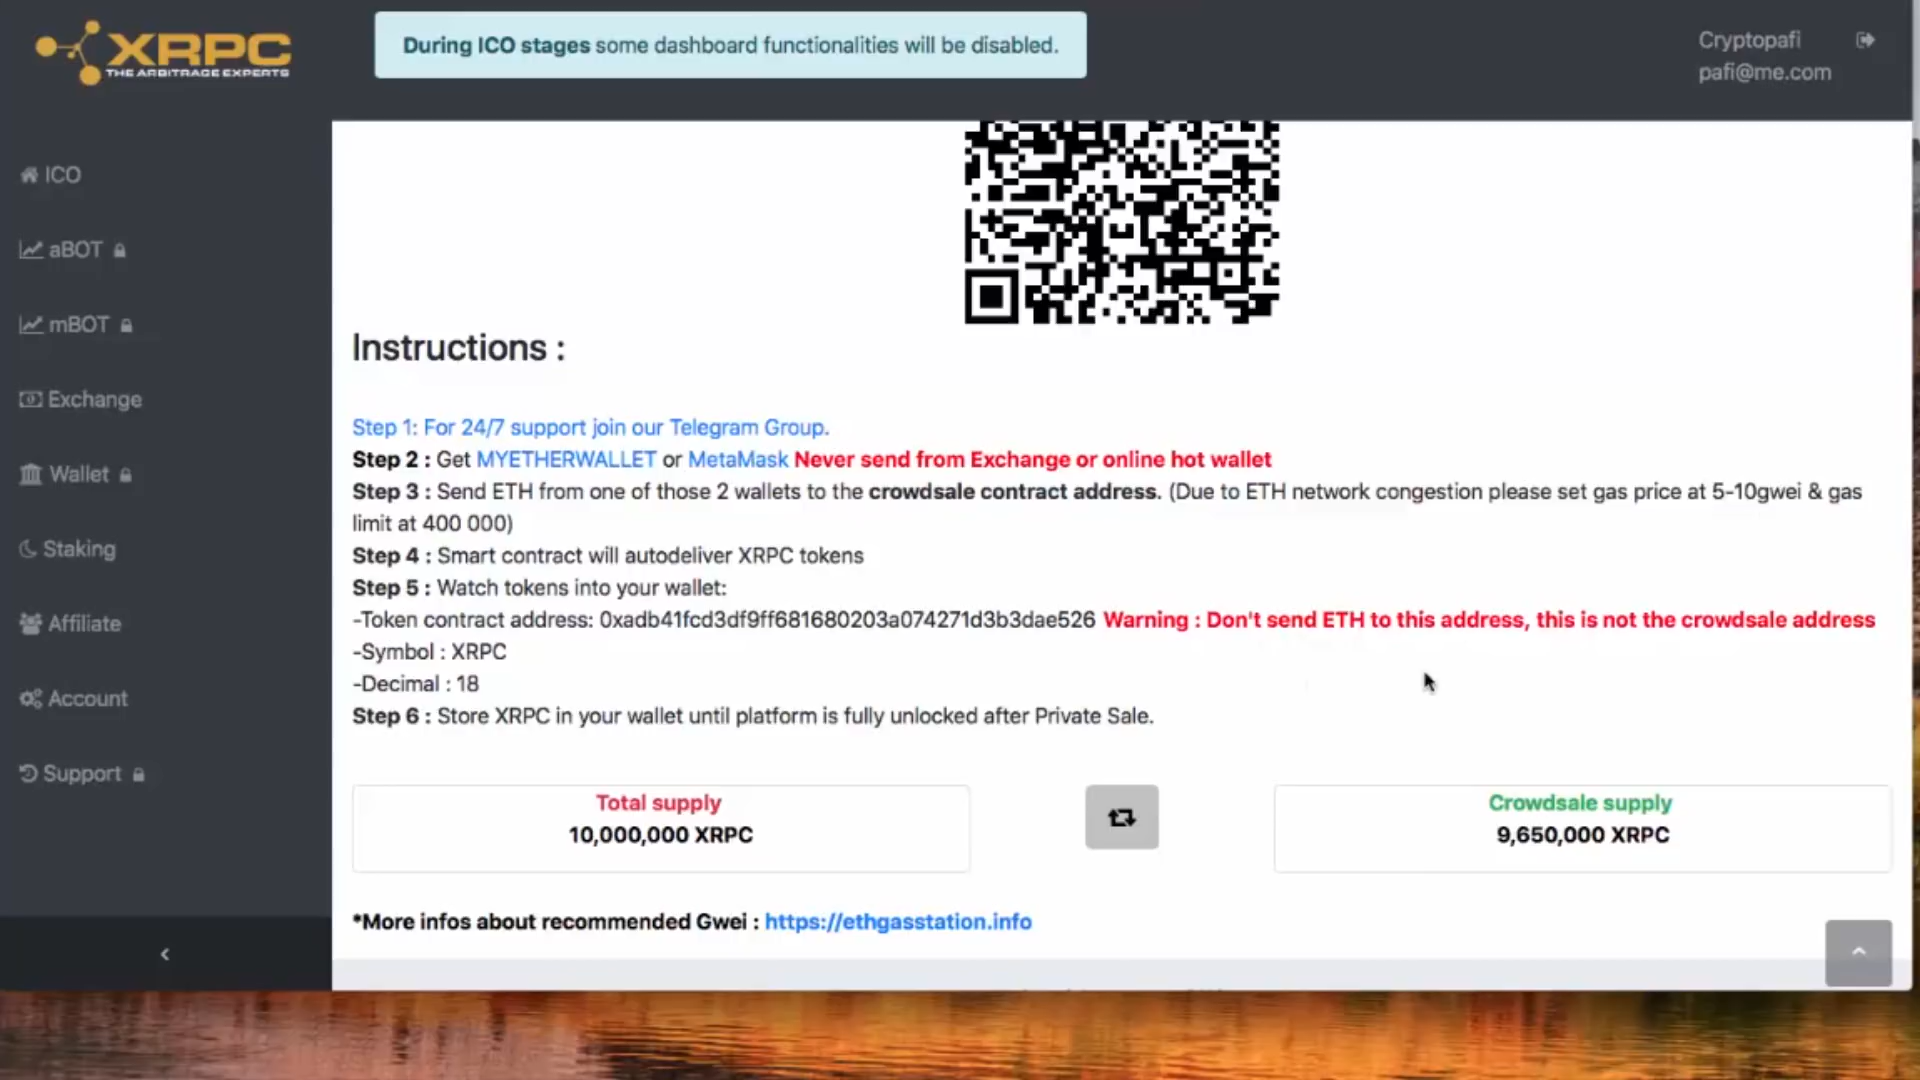 XRPC
THE ARBITRAGE EXPERTS
During ICO stages some dashboard functionalities will be disabled.
Cryptopafi
pafi@me.com
ICO
aBOT
mBOT
Exchange
Wallet
Staking
Affiliate
Account
Support
Instructions :
Step 1: For 24/7 support join our Telegram Group.
Step 2 : Get MYETHERWALLET or MetaMask Never send from Exchange or online hot wallet
Step 3 : Send ETH from one of those 2 wallets to the crowdsale contract address. (Due to ETH network congestion please set gas price at 5-10gwei & gas
limit at 400 000)
Step 4 : Smart contract will autodeliver XRPC tokens
Step 5 : Watch tokens into your wallet:
-Token contract address: 0xadb41fcd3df9ff681680203a074271d3b3dae526 Warning : Don't send ETH to this address, this is not the crowdsale address
-Symbol : XRPC
-Decimal : 18
Step 6 : Store XRPC in your wallet until platform is fully unlocked after Private Sale.
Total supply
10,000,000 XRPC
Crowdsale supply
9,650,000 XRPC
*More infos about recommended Gwei : https://ethgasstation.info